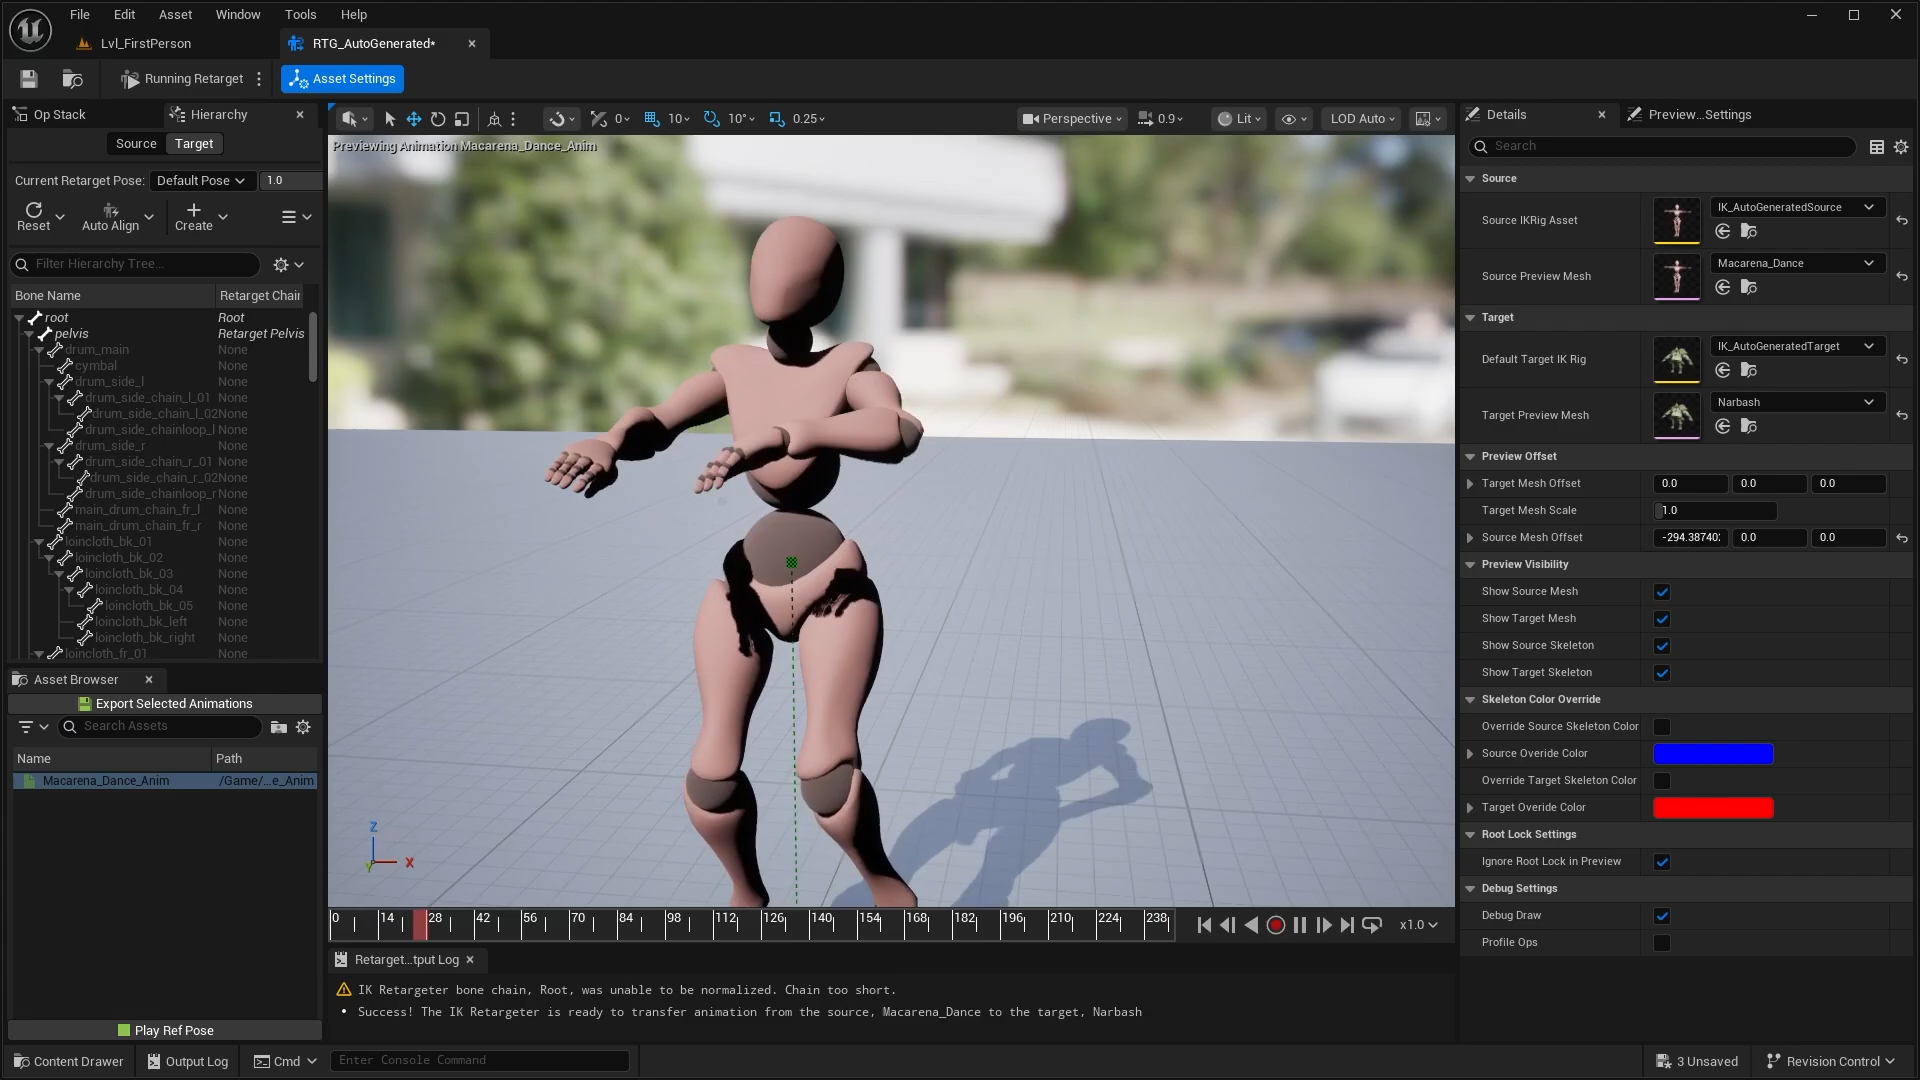 File Edit Asset Window Tools Help
Lvl_FirstPerson
RTG_AutoGenerated*
Running Retarget
Asset Settings
Op Stack
Hierarchy
Source Target
Current Retarget Pose: Default Pose 1.0
Reset
Auto Align
Create
Filter Hierarchy Tree...
Bone Name Retarget Chair
root Root
pelvis Retarget Pelvis
drum_main None
cymbal None
drum_side_l None
drum_side_chain_l_01 None
drum_side_chain_l_02 None
drum_side_chainloop_l None
drum_side_r None
drum_side_chain_r_01 None
drum_side_chain_r_02 None
drum_side_chainloop_r None
main_drum_chain_fr_l None
main_drum_chain_fr_r None
loincloth_bk_01 None
loincloth_bk_02 None
loincloth_bk_03 None
loincloth_bk_04 None
loincloth_bk_05 None
loincloth_bk_left None
loincloth_bk_right None
loincloth_fr_01 None
Asset Browser
Export Selected Animations
Search Assets
Name Path
Macarena_Dance_Anim /Game/...e_Anim
Play Ref Pose
0 10 10° 0.25 Perspective 0.9 Lit LOD Auto
Previewing Animation Macarena_Dance_Anim
Z
Y
X
0 14 28 42 56 70 84 98 112 126 140 154 168 182 196 210 224 238
x1.0
Retarget...tput Log
IK Retargeter bone chain, Root, was unable to be normalized. Chain too short.
• Success! The IK Retargeter is ready to transfer animation from the source, Macarena_Dance to the target, Narbash
Details
Preview...Settings
Search
Source
Source IKRig Asset IK_AutoGeneratedSource
Source Preview Mesh Macarena_Dance
Target
Default Target IK Rig IK_AutoGeneratedTarget
Target Preview Mesh Narbash
Preview Offset
Target Mesh Offset 0.0 0.0 0.0
Target Mesh Scale 1.0
Source Mesh Offset -294.38740: 0.0 0.0
Preview Visibility
Show Source Mesh
Show Target Mesh
Show Source Skeleton
Show Target Skeleton
Skeleton Color Override
Override Source Skeleton Color
Source Overide Color
Override Target Skeleton Color
Target Overide Color
Root Lock Settings
Ignore Root Lock in Preview
Debug Settings
Debug Draw
Profile Ops
Content Drawer
Output Log
Cmd
Enter Console Command
3 Unsaved
Revision Control